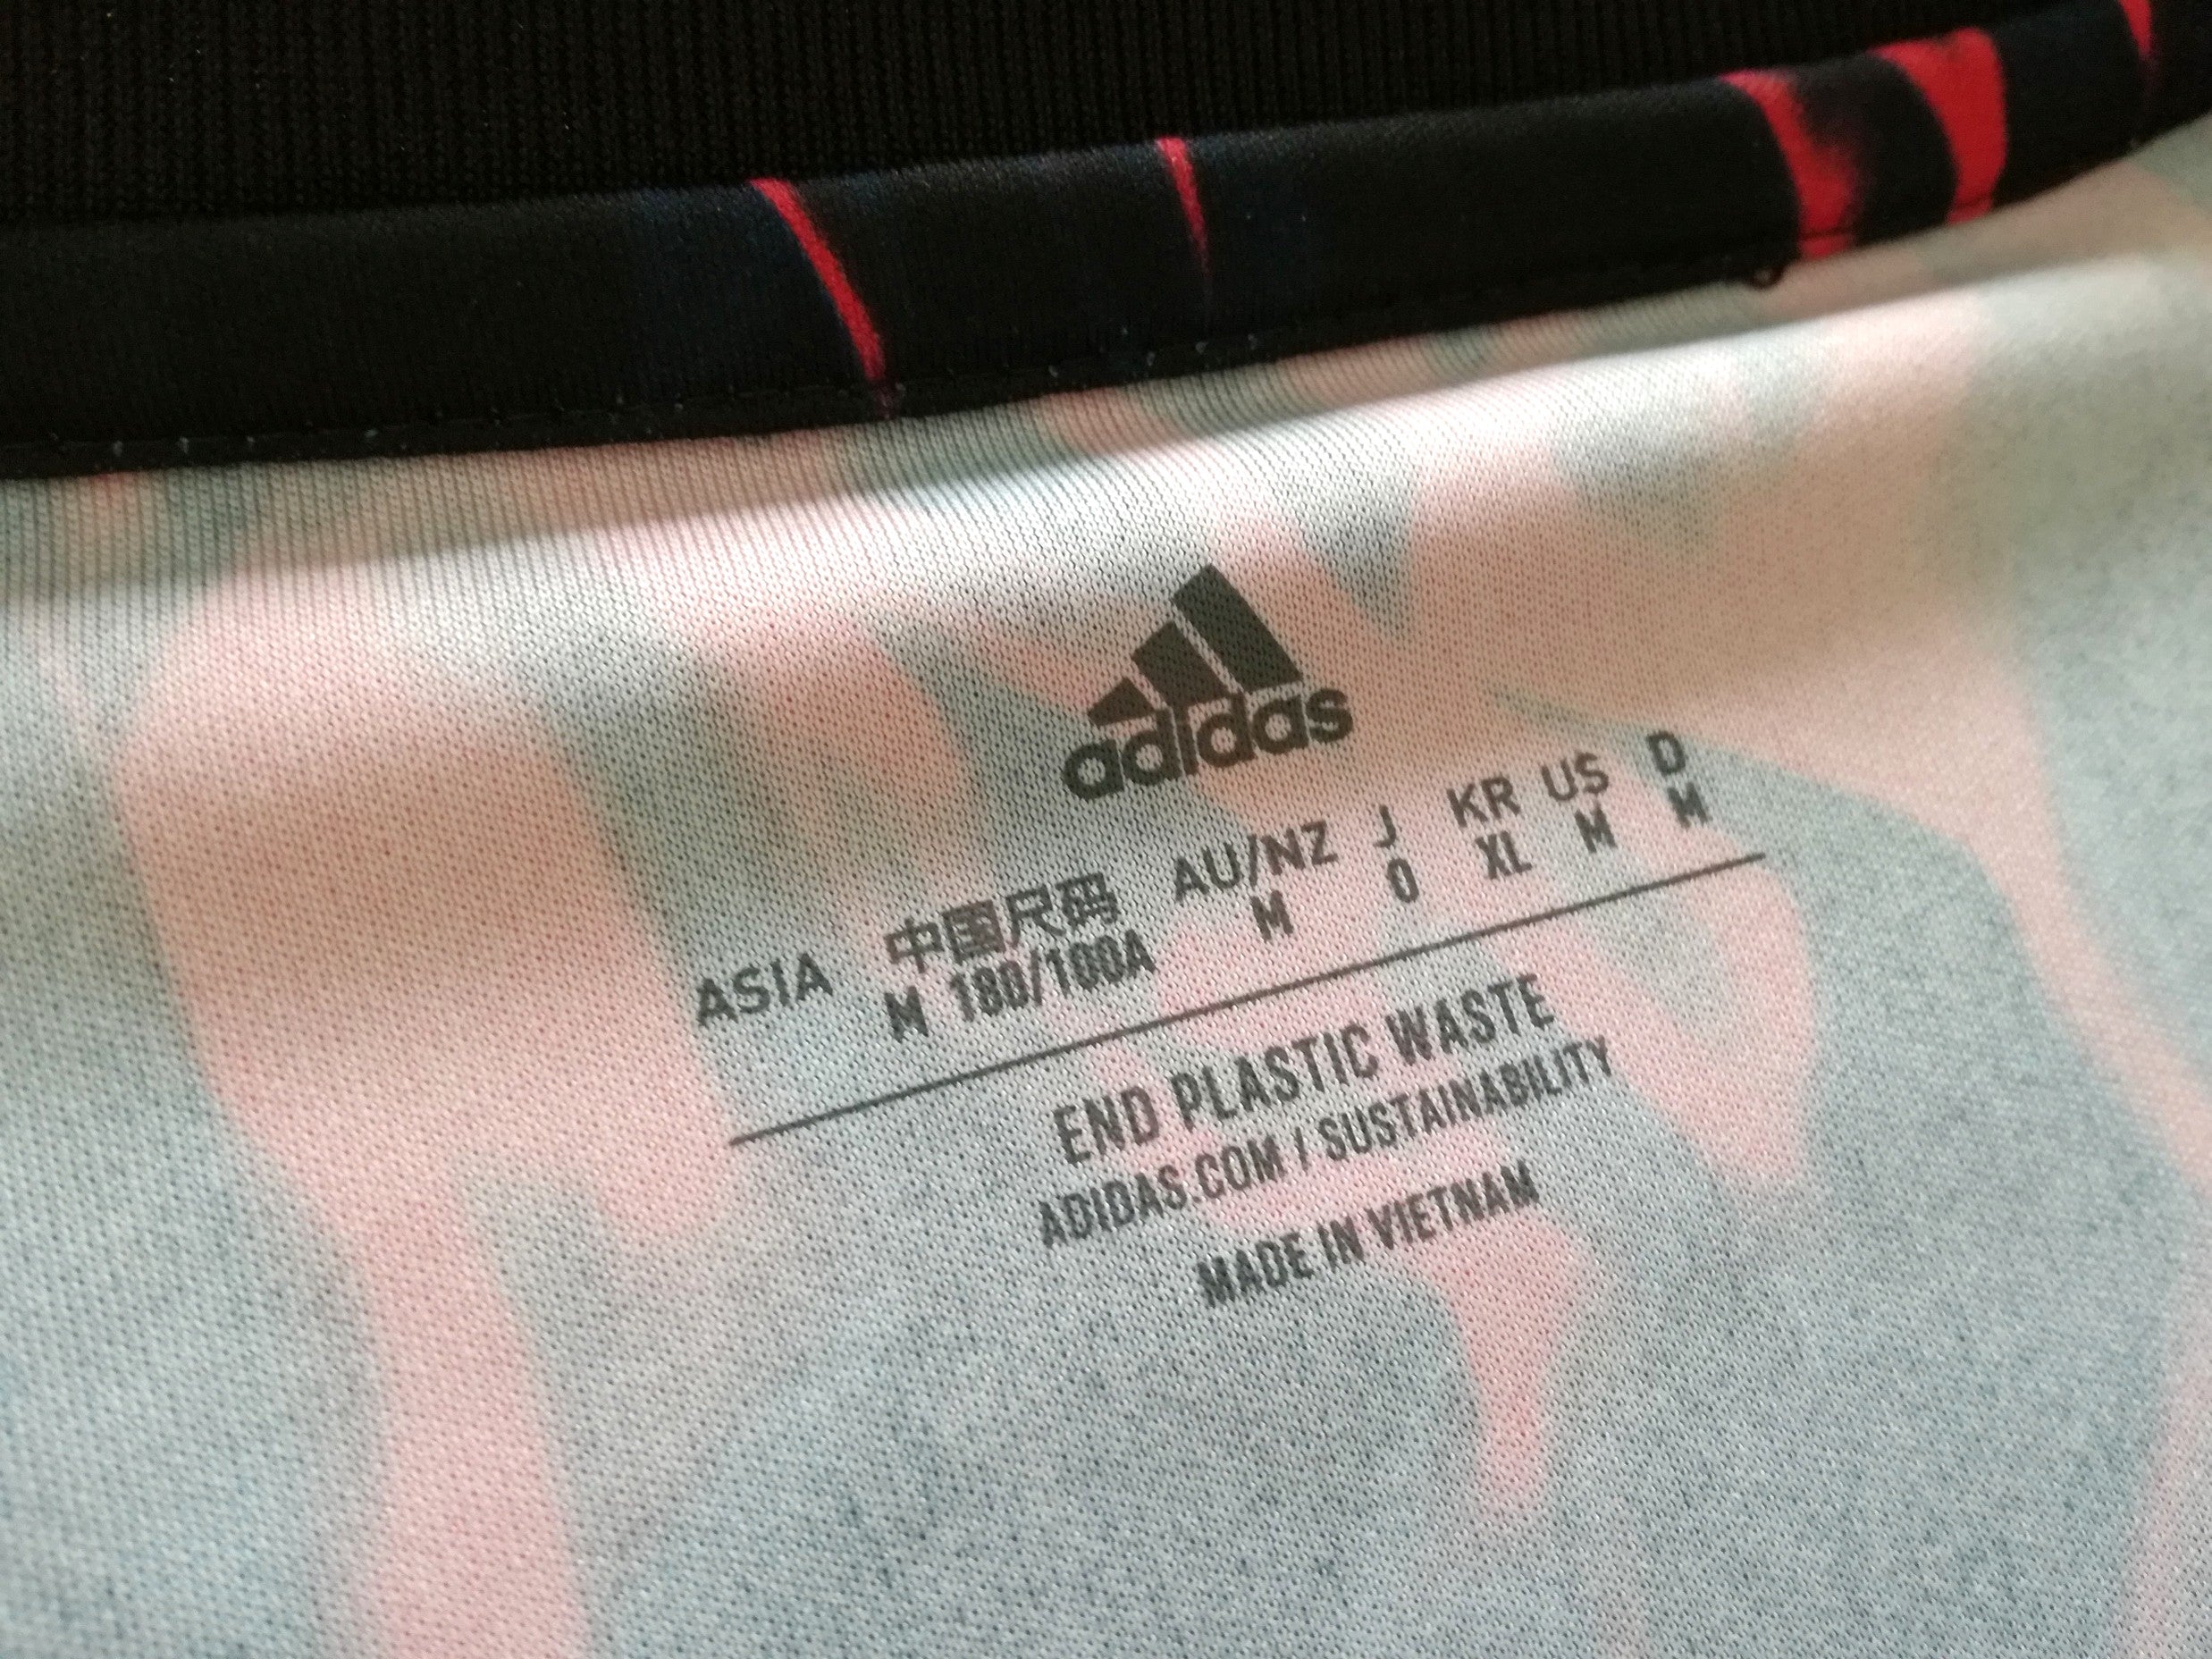 adidas
ASIA 中国尺码 AU/NZ J KR US D
M 180/100A M O XL M M
END PLASTIC WASTE
ADIDAS.COM / SUSTAINABILITY
MADE IN VIETNAM